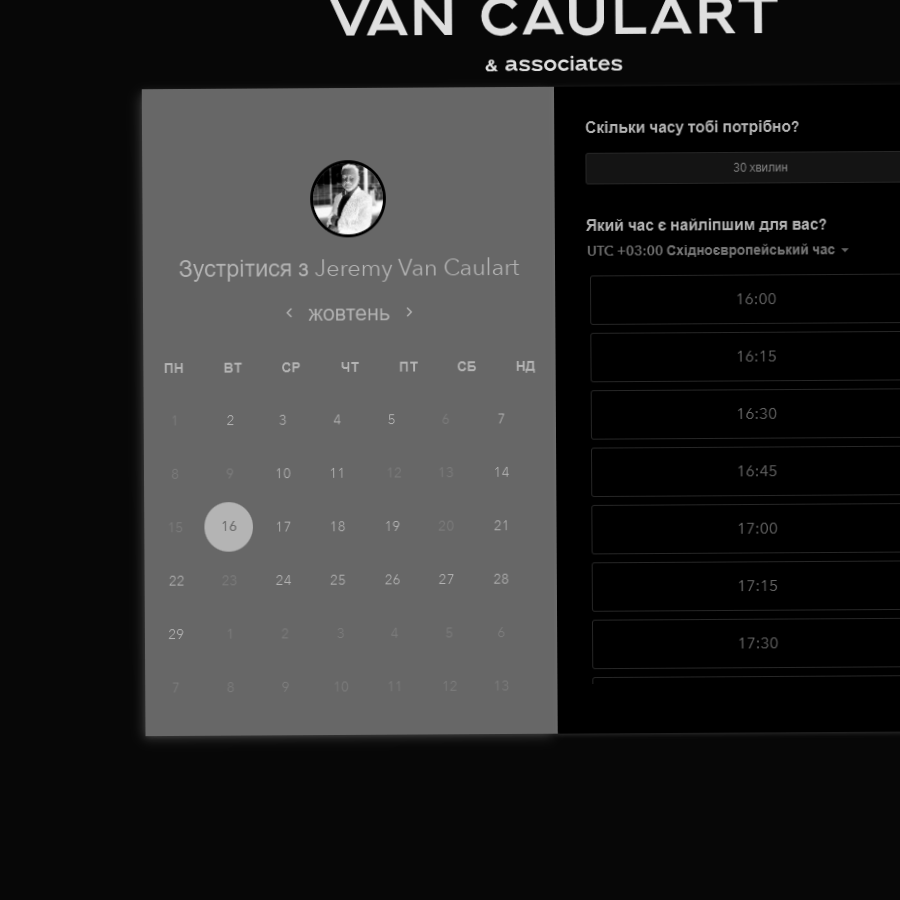 VAN CAULART
& associates
Зустрітися з Jeremy Van Caulart
жовтень
ПН ВТ СР ЧТ ПТ СБ НД
1 2 3 4 5 6 7
8 9 10 11 12 13 14
15 16 17 18 19 20 21
22 23 24 25 26 27 28
29 1 2 3 4 5 6
7 8 9 10 11 12 13
Скільки часу тобі потрібно?
30 хвилин
Який час є найліпшим для вас?
UTC +03:00 Східноєвропейський час
16:00
16:15
16:30
16:45
17:00
17:15
17:30